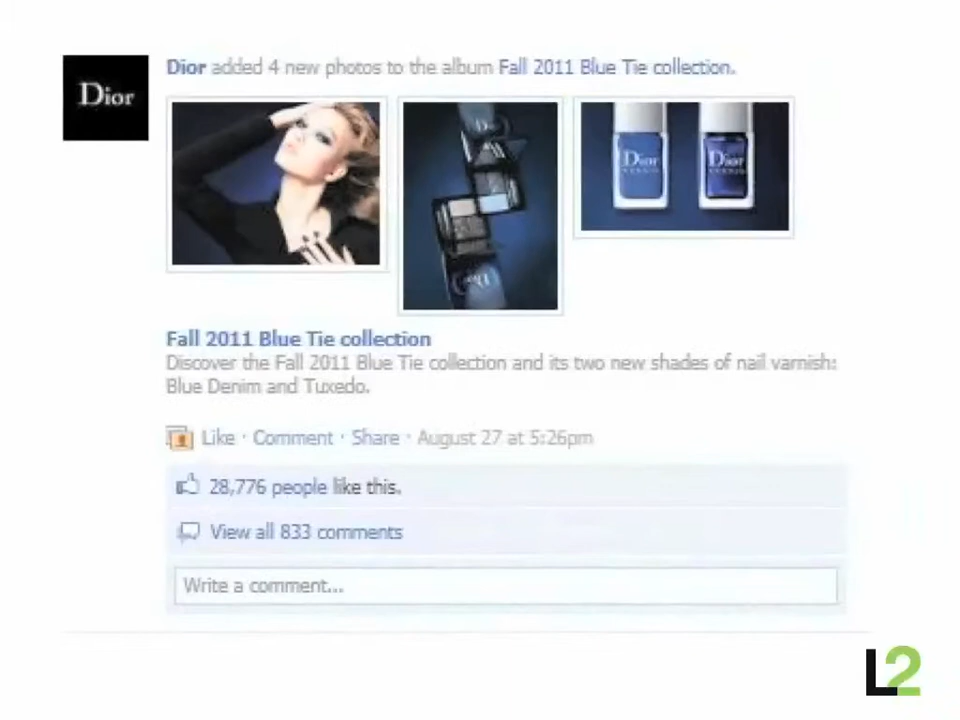 Dior
Dior added 4 new photos to the album Fall 2011 Blue Tie collection.
Dior
Dior
Dior
Fall 2011 Blue Tie collection
Discover the Fall 2011 Blue Tie collection and its two new shades of nail varnish:
Blue Denim and Tuxedo.
Like · Comment · Share · August 27 at 5:26pm
28,776 people like this.
View all 833 comments
Write a comment...
L2